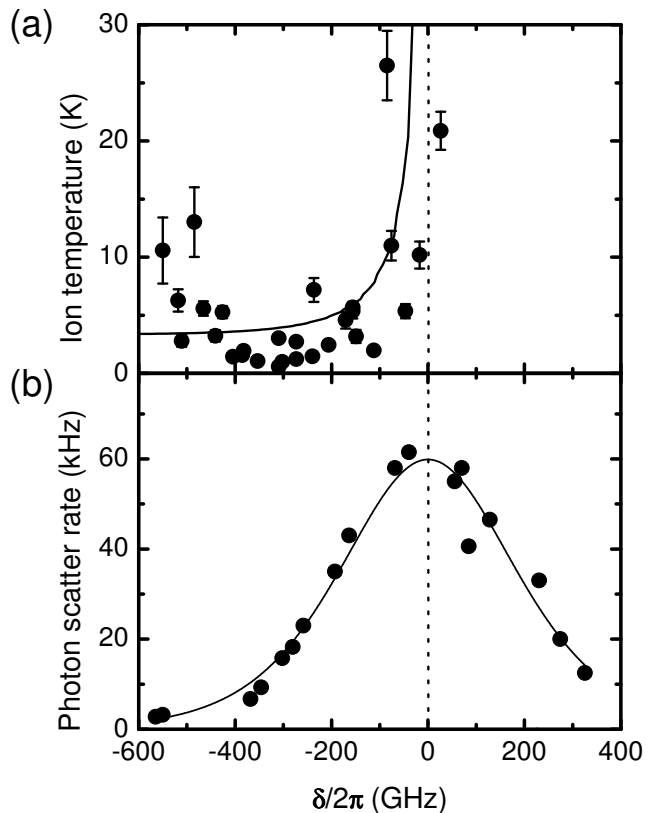 (a)
30
20
10
0
Ion temperature (K)
(b)
60
40
20
0
Photon scatter rate (kHz)
-600 -400 -200 0 200 400
δ/2π (GHz)